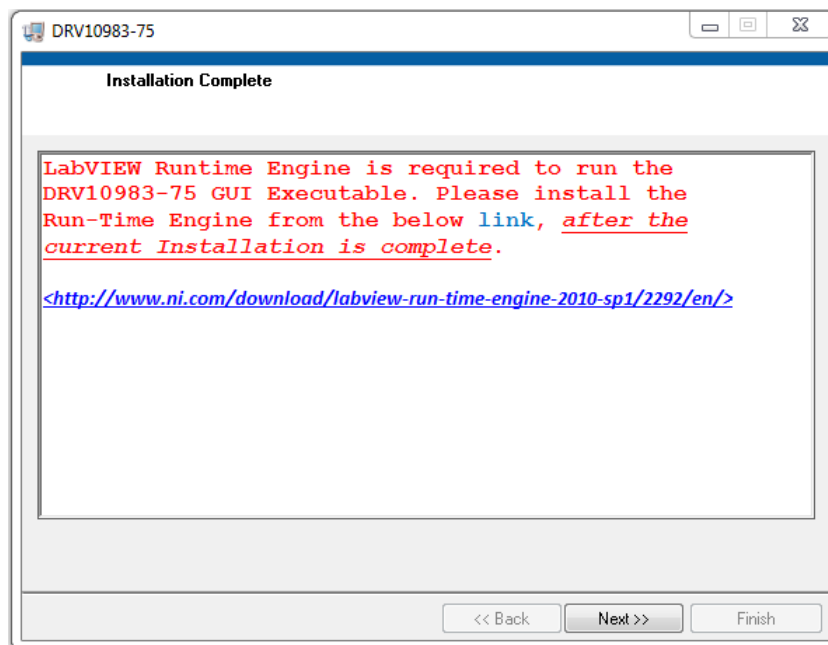 DRV10983-75
Installation Complete
LabVIEW Runtime Engine is required to run the
DRV10983-75 GUI Executable. Please install the
Run-Time Engine from the below link, after the
current Installation is complete.
<http://www.ni.com/download/labview-run-time-engine-2010-sp1/2292/en/>
<< Back
Next >>
Finish